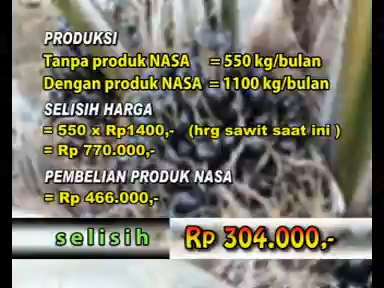 PRODUKSI
Tanpa produk NASA = 550 kg/bulan
Dengan produk NASA = 1100 kg/bulan
SELISIH HARGA
= 550 x Rp1400,- (hrg sawit saat ini )
= Rp 770.000,-
PEMBELIAN PRODUK NASA
= Rp 466.000,-
selisih Rp 304.000,-